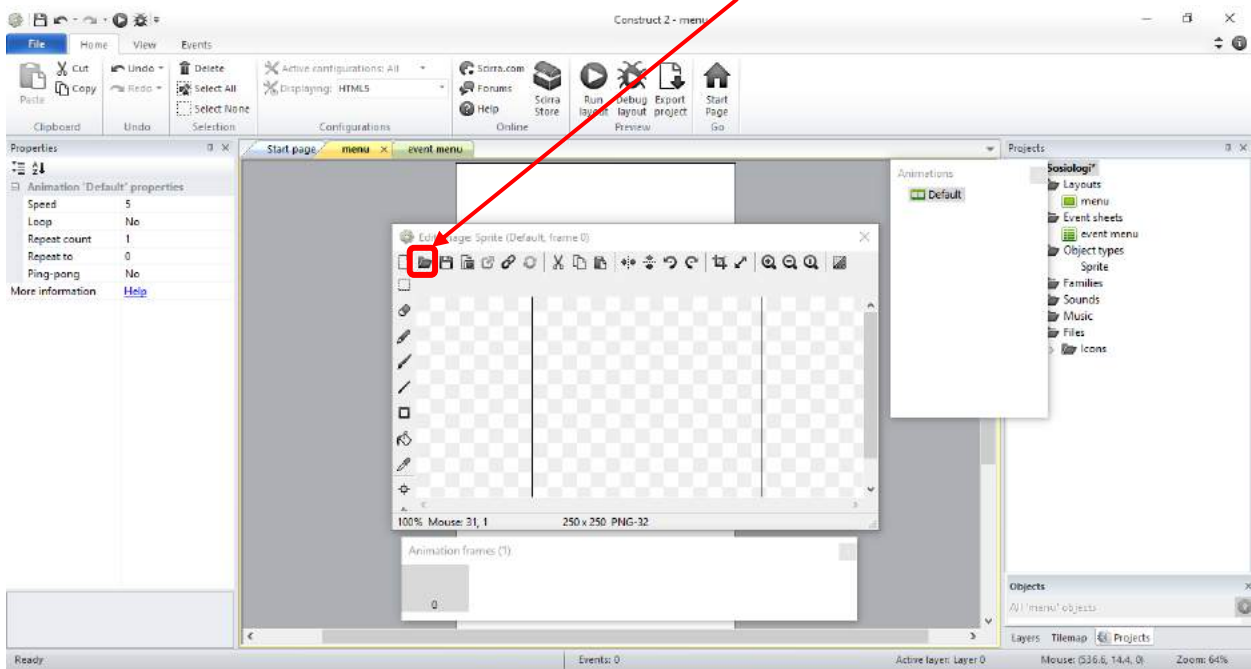 Construct 2 - menu
File Home View Events
Paste
Cut
Copy
Clipboard
Undo
Redo
Undo
Delete
Select All
Select None
Selection
Active configurations: All
Displaying: HTML5
Configurations
Scirra.com
Forums
Help
Scirra Store
Online
Run layout
Debug layout
Export project
Preview
Start Page
Go
Properties
Animation 'Default' properties
Speed 5
Loop No
Repeat count 1
Repeat to 0
Ping-pong No
More information Help
Start page menu event menu
Edit image: Sprite (Default, frame 0)
100% Mouse: 31, 1 250 x 250 PNG-32
Animation frames (1)
0
Animations
Default
Projects
Sosiologi*
Layouts
menu
Event sheets
event menu
Object types
Sprite
Families
Sounds
Music
Files
Icons
Objects
All 'menu' objects
Layers Tilemap Projects
Ready Events: 0 Active layer: Layer 0 Mouse: (536.6, 14.4, 0) Zoom: 64%